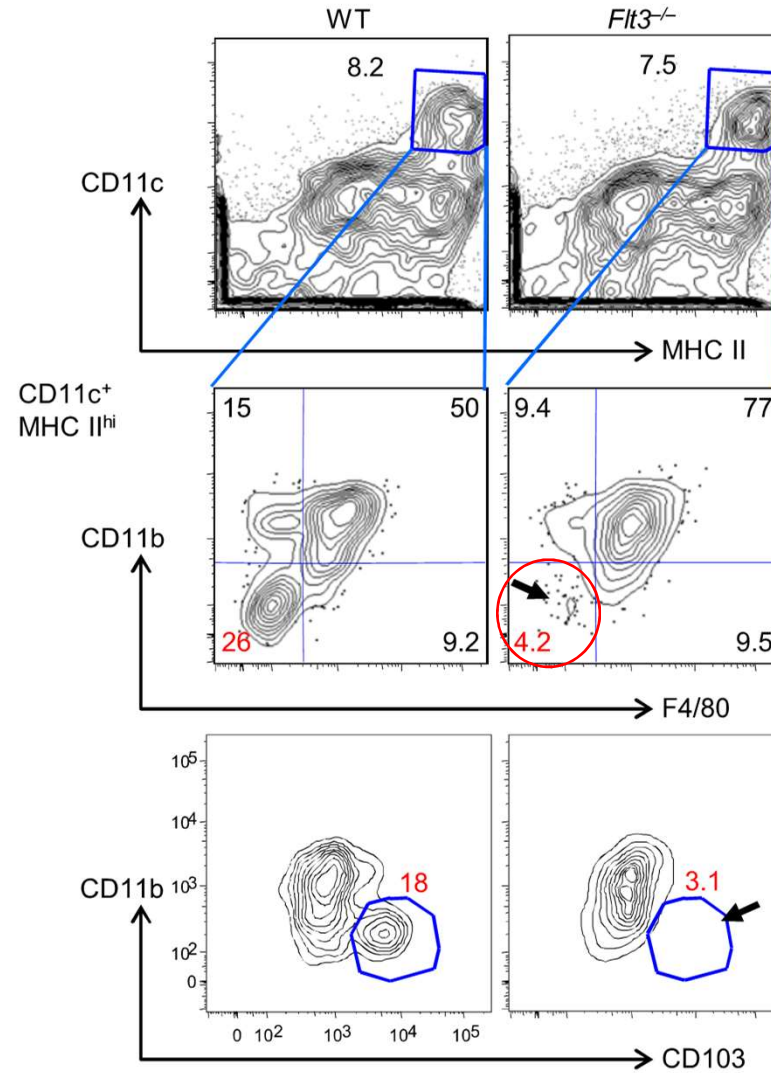 WT Flt3–/–
8.2 7.5
CD11c
MHC II
CD11c+
MHC IIhi
15 50 9.4 77
CD11b
26 9.2 4.2 9.5
F4/80
10⁵
10⁴
CD11b 10³ 18 3.1
10²
0
0 10² 10³ 10⁴ 10⁵
CD103